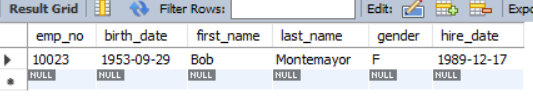 Result Grid Filter Rows: Edit: Expo
emp_no birth_date first_name last_name gender hire_date
10023 1953-09-29 Bob Montemayor F 1989-12-17
NULL NULL NULL NULL NULL NULL